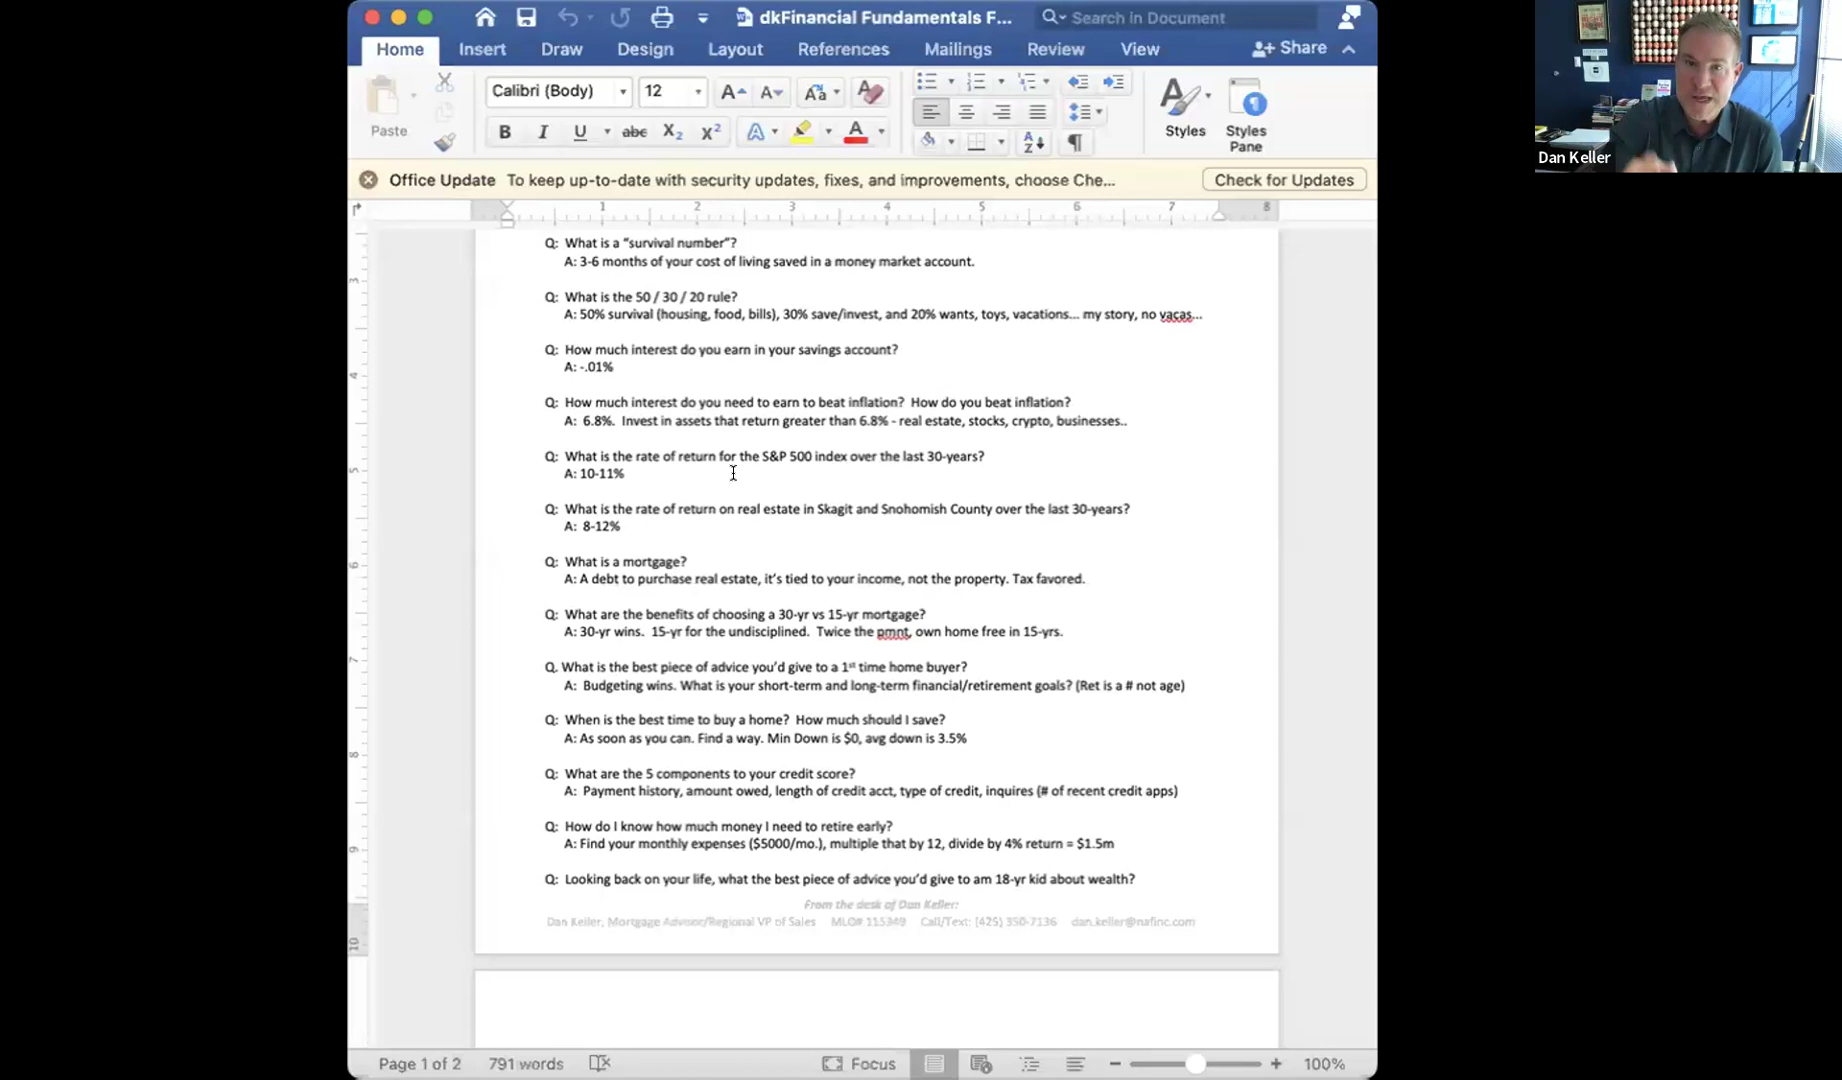 dkFinancial Fundamentals F...
Search in Document
Home Insert Draw Design Layout References Mailings Review View Share
Calibri (Body) 12
Paste
Styles Styles Pane
Office Update To keep up-to-date with security updates, fixes, and improvements, choose Che... Check for Updates
1 2 3 4 5 6 7 8
Q: What is a “survival number”?
A: 3-6 months of your cost of living saved in a money market account.
Q: What is the 50 / 30 / 20 rule?
A: 50% survival (housing, food, bills), 30% save/invest, and 20% wants, toys, vacations... my story, no vacas...
Q: How much interest do you earn in your savings account?
A: -.01%
Q: How much interest do you need to earn to beat inflation? How do you beat inflation?
A: 6.8%. Invest in assets that return greater than 6.8% - real estate, stocks, crypto, businesses..
Q: What is the rate of return for the S&P 500 index over the last 30-years?
A: 10-11%
Q: What is the rate of return on real estate in Skagit and Snohomish County over the last 30-years?
A: 8-12%
Q: What is a mortgage?
A: A debt to purchase real estate, it’s tied to your income, not the property. Tax favored.
Q: What are the benefits of choosing a 30-yr vs 15-yr mortgage?
A: 30-yr wins. 15-yr for the undisciplined. Twice the pmnt, own home free in 15-yrs.
Q. What is the best piece of advice you’d give to a 1st time home buyer?
A: Budgeting wins. What is your short-term and long-term financial/retirement goals? (Ret is a # not age)
Q: When is the best time to buy a home? How much should I save?
A: As soon as you can. Find a way. Min Down is $0, avg down is 3.5%
Q: What are the 5 components to your credit score?
A: Payment history, amount owed, length of credit acct, type of credit, inquires (# of recent credit apps)
Q: How do I know how much money I need to retire early?
A: Find your monthly expenses ($5000/mo.), multiple that by 12, divide by 4% return = $1.5m
Q: Looking back on your life, what the best piece of advice you’d give to am 18-yr kid about wealth?
From the desk of Dan Keller:
Dan Keller, Mortgage Advisor/Regional VP of Sales MLO# 115349 Call/Text: (425) 350-7136 dan.keller@nafinc.com
Page 1 of 2 791 words Focus 100%
Dan Keller